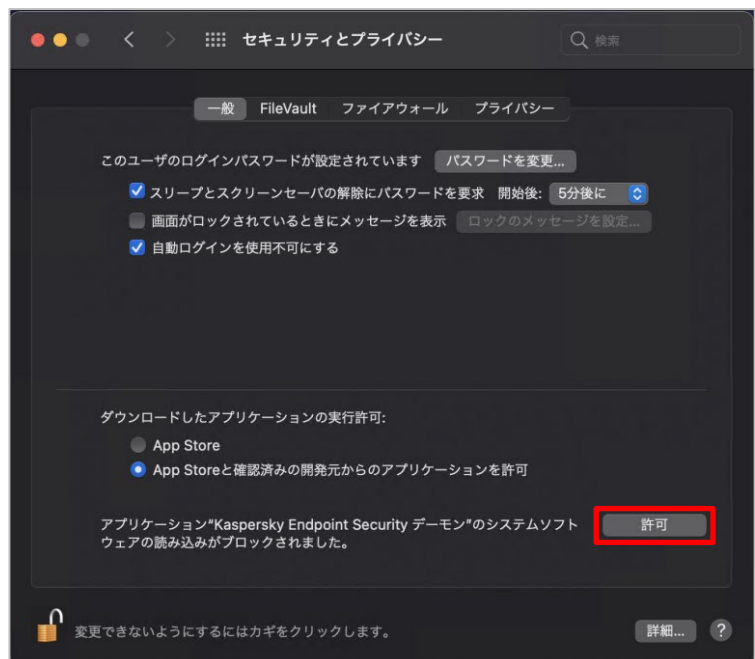 セキュリティとプライバシー
検索
一般 FileVault ファイアウォール プライバシー
このユーザのログインパスワードが設定されています パスワードを変更...
スリープとスクリーンセーバの解除にパスワードを要求 開始後: 5分後に
画面がロックされているときにメッセージを表示 ロックのメッセージを設定...
自動ログインを使用不可にする
ダウンロードしたアプリケーションの実行許可:
App Store
App Storeと確認済みの開発元からのアプリケーションを許可
アプリケーション"Kaspersky Endpoint Security デーモン"のシステムソフト
ウェアの読み込みがブロックされました。
許可
変更できないようにするにはカギをクリックします。
詳細...
?